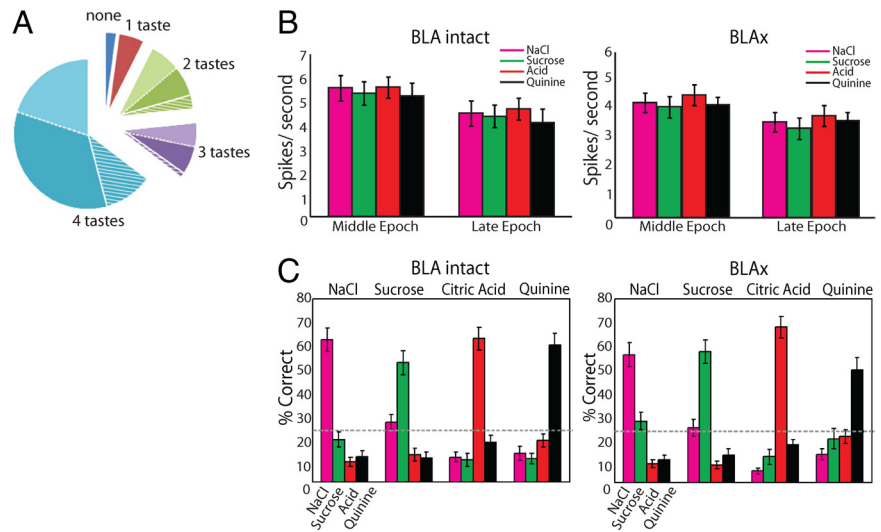 A
none
1 taste
2 tastes
3 tastes
4 tastes
B
BLA intact
NaCl
Sucrose
Acid
Quinine
Spikes/ second
7
6
5
4
3
2
1
0
Middle Epoch
Late Epoch
BLAx
NaCl
Sucrose
Acid
Quinine
Spikes/ second
6
5
4
3
2
1
0
Middle Epoch
Late Epoch
C
BLA intact
NaCl Sucrose Citric Acid Quinine
% Correct
80
70
60
50
40
30
20
10
0
NaCl
Sucrose
Acid
Quinine
BLAx
NaCl Sucrose Citric Acid Quinine
% Correct
80
70
60
50
40
30
20
10
0
NaCl
Sucrose
Acid
Quinine